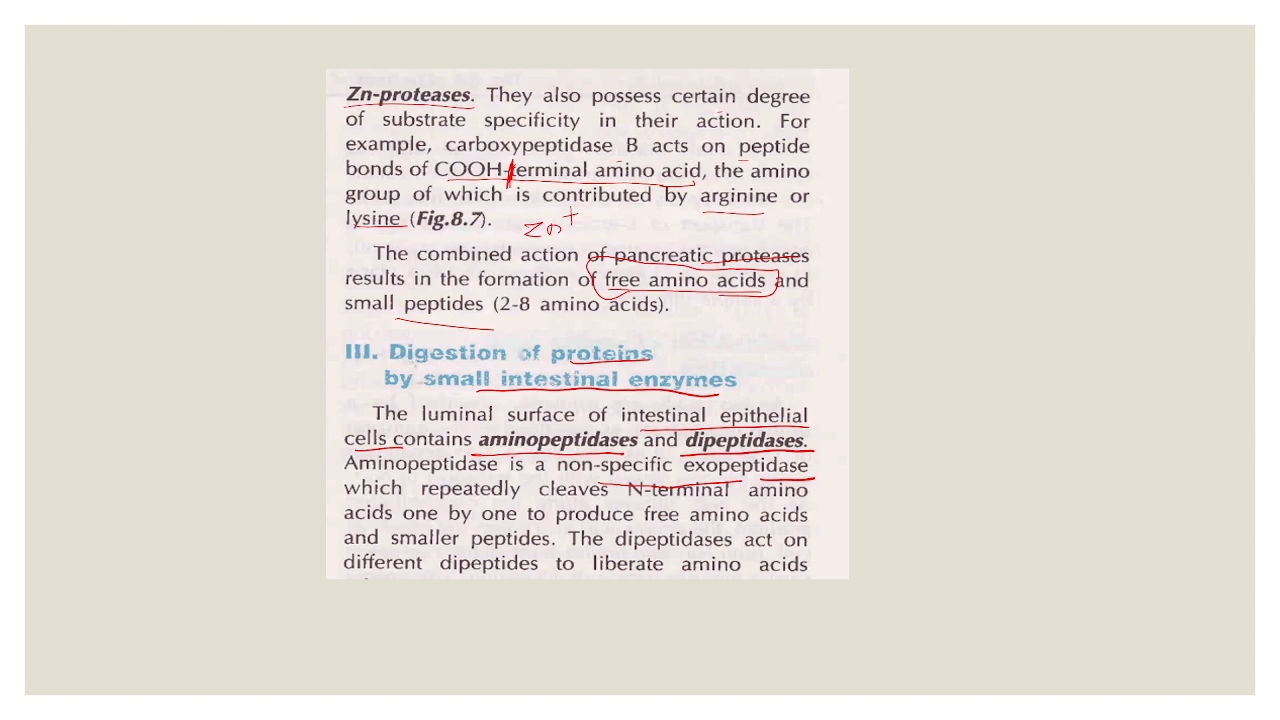 Zn-proteases. They also possess certain degree
of substrate specificity in their action. For
example, carboxypeptidase B acts on peptide
bonds of COOH-terminal amino acid, the amino
group of which is contributed by arginine or
lysine (Fig.8.7).
Zn+
The combined action of pancreatic proteases
results in the formation of free amino acids and
small peptides (2-8 amino acids).
III. Digestion of proteins
by small intestinal enzymes
The luminal surface of intestinal epithelial
cells contains aminopeptidases and dipeptidases.
Aminopeptidase is a non-specific exopeptidase
which repeatedly cleaves N-terminal amino
acids one by one to produce free amino acids
and smaller peptides. The dipeptidases act on
different dipeptides to liberate amino acids